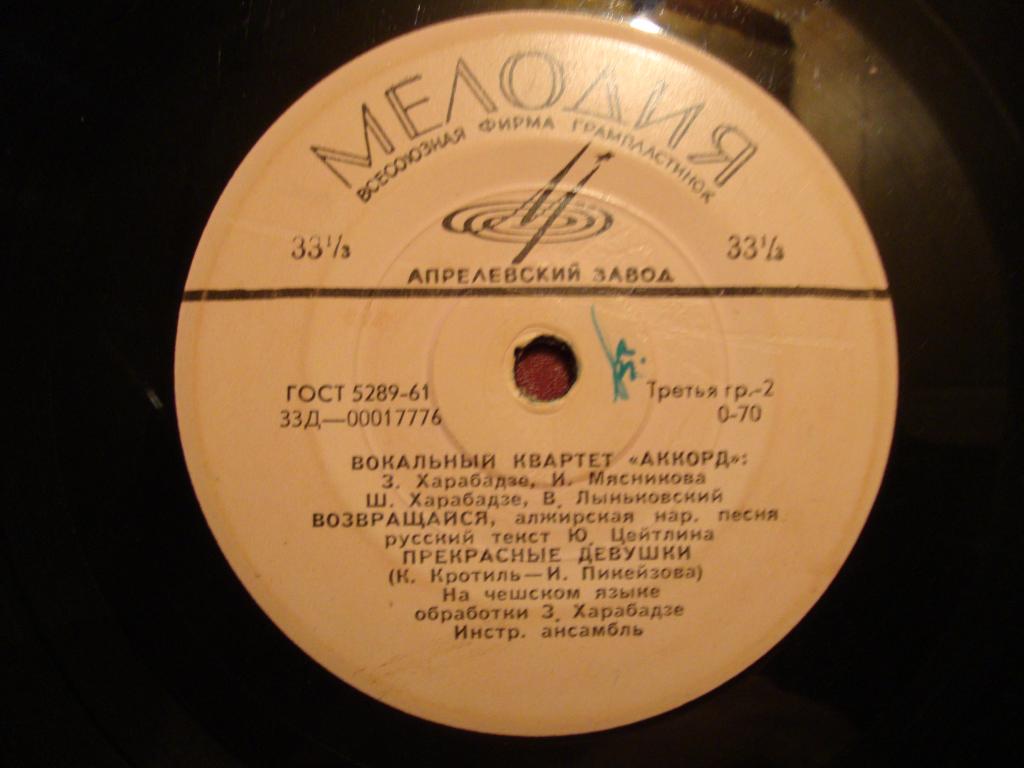 МЕЛОДИЯ
ВСЕСОЮЗНАЯ ФИРМА ГРАМПЛАСТИНОК
33⅓ 33⅓
АПРЕЛЕВСКИЙ ЗАВОД
ГОСТ 5289-61 Третья гр.-2
33Д—00017776 0-70
ВОКАЛЬНЫЙ КВАРТЕТ «АККОРД»:
З. Харабадзе, И. Мясникова
Ш. Харабадзе, В. Лыньковский
ВОЗВРАЩАЙСЯ, алжирская нар. песня
русский текст Ю. Цейтлина
ПРЕКРАСНЫЕ ДЕВУШКИ
(К. Кротиль—И. Пикейзова)
На чешском языке
обработки З. Харабадзе
Инстр. ансамбль